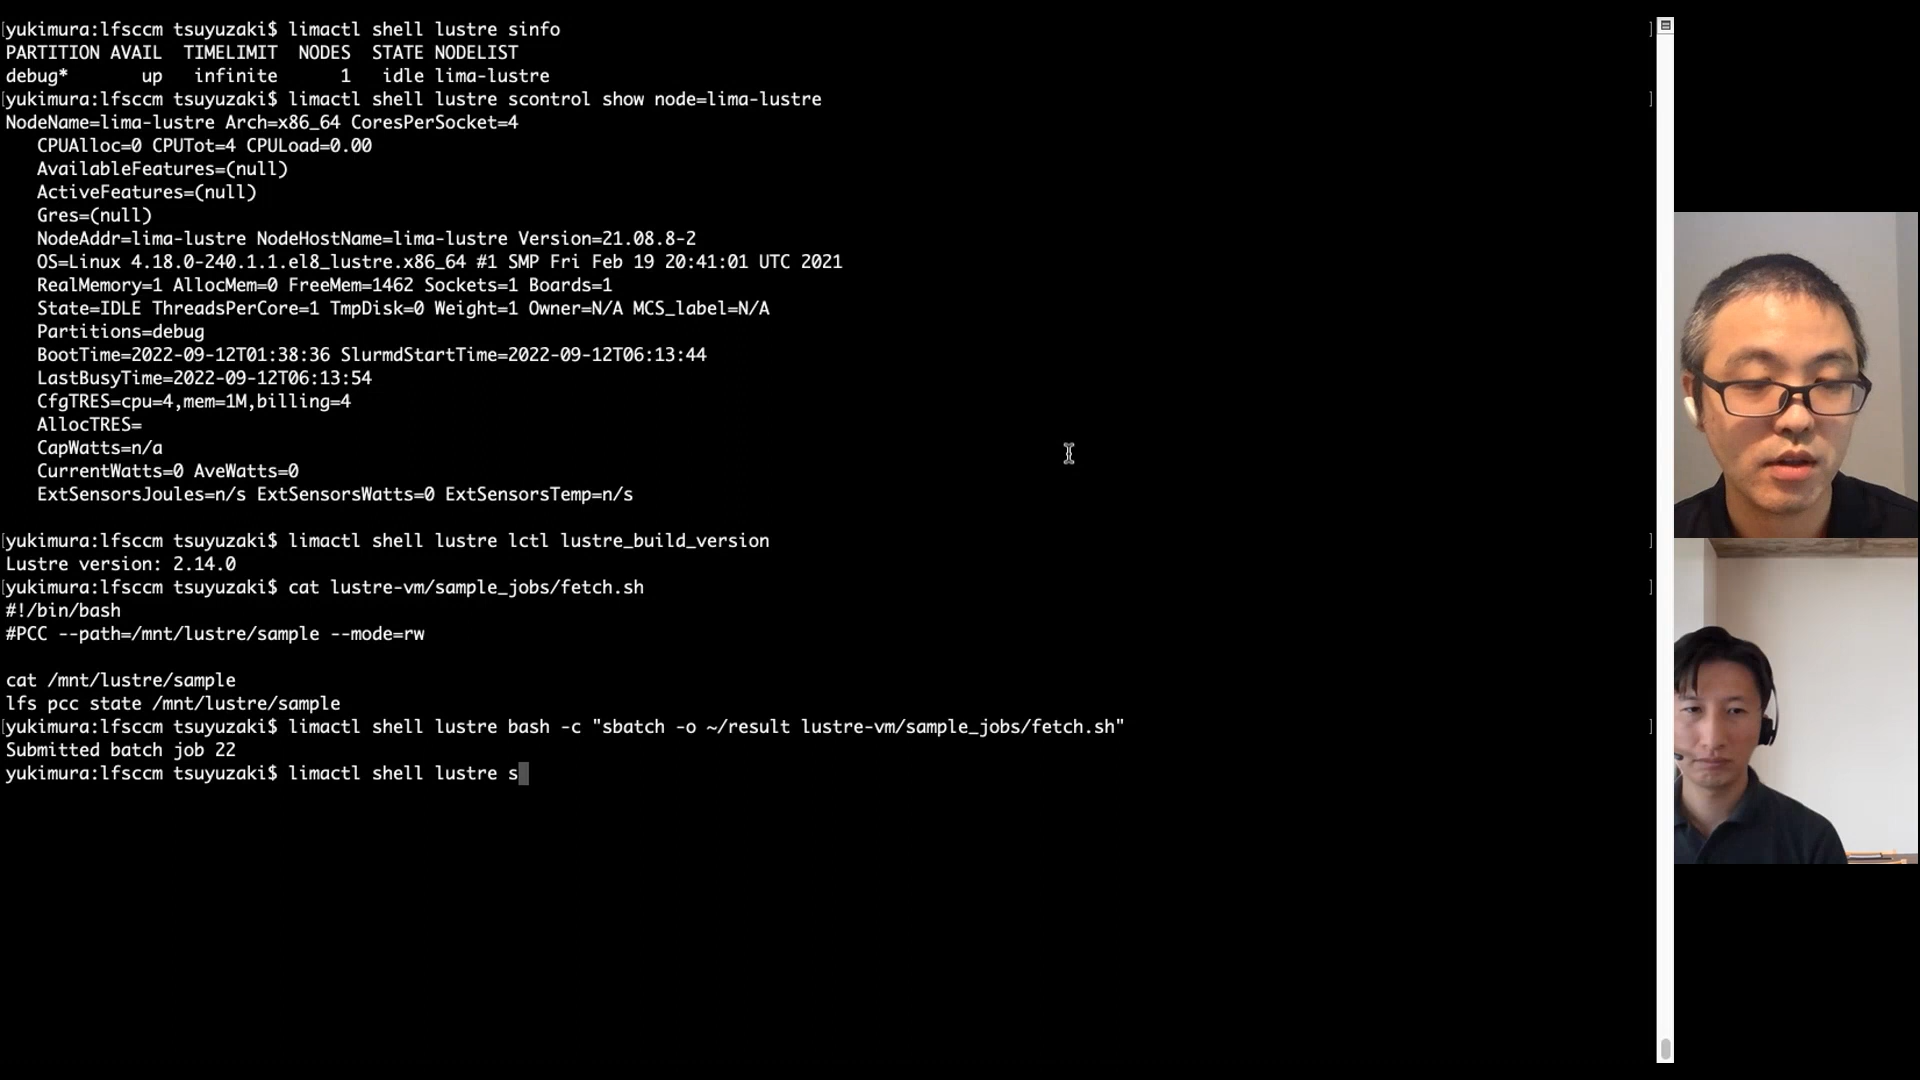 [yukimura:lfsccm tsuyuzaki$ limactl shell lustre sinfo ]
PARTITION AVAIL  TIMELIMIT  NODES  STATE NODELIST
debug*       up   infinite      1   idle lima-lustre
[yukimura:lfsccm tsuyuzaki$ limactl shell lustre scontrol show node=lima-lustre ]
NodeName=lima-lustre Arch=x86_64 CoresPerSocket=4
   CPUAlloc=0 CPUTot=4 CPULoad=0.00
   AvailableFeatures=(null)
   ActiveFeatures=(null)
   Gres=(null)
   NodeAddr=lima-lustre NodeHostName=lima-lustre Version=21.08.8-2
   OS=Linux 4.18.0-240.1.1.el8_lustre.x86_64 #1 SMP Fri Feb 19 20:41:01 UTC 2021
   RealMemory=1 AllocMem=0 FreeMem=1462 Sockets=1 Boards=1
   State=IDLE ThreadsPerCore=1 TmpDisk=0 Weight=1 Owner=N/A MCS_label=N/A
   Partitions=debug
   BootTime=2022-09-12T01:38:36 SlurmdStartTime=2022-09-12T06:13:44
   LastBusyTime=2022-09-12T06:13:54
   CfgTRES=cpu=4,mem=1M,billing=4
   AllocTRES=
   CapWatts=n/a
   CurrentWatts=0 AveWatts=0
   ExtSensorsJoules=n/s ExtSensorsWatts=0 ExtSensorsTemp=n/s
[yukimura:lfsccm tsuyuzaki$ limactl shell lustre lctl lustre_build_version ]
Lustre version: 2.14.0
[yukimura:lfsccm tsuyuzaki$ cat lustre-vm/sample_jobs/fetch.sh ]
#!/bin/bash
#PCC --path=/mnt/lustre/sample --mode=rw
cat /mnt/lustre/sample
lfs pcc state /mnt/lustre/sample
[yukimura:lfsccm tsuyuzaki$ limactl shell lustre bash -c "sbatch -o ~/result lustre-vm/sample_jobs/fetch.sh" ]
Submitted batch job 22
yukimura:lfsccm tsuyuzaki$ limactl shell lustre s